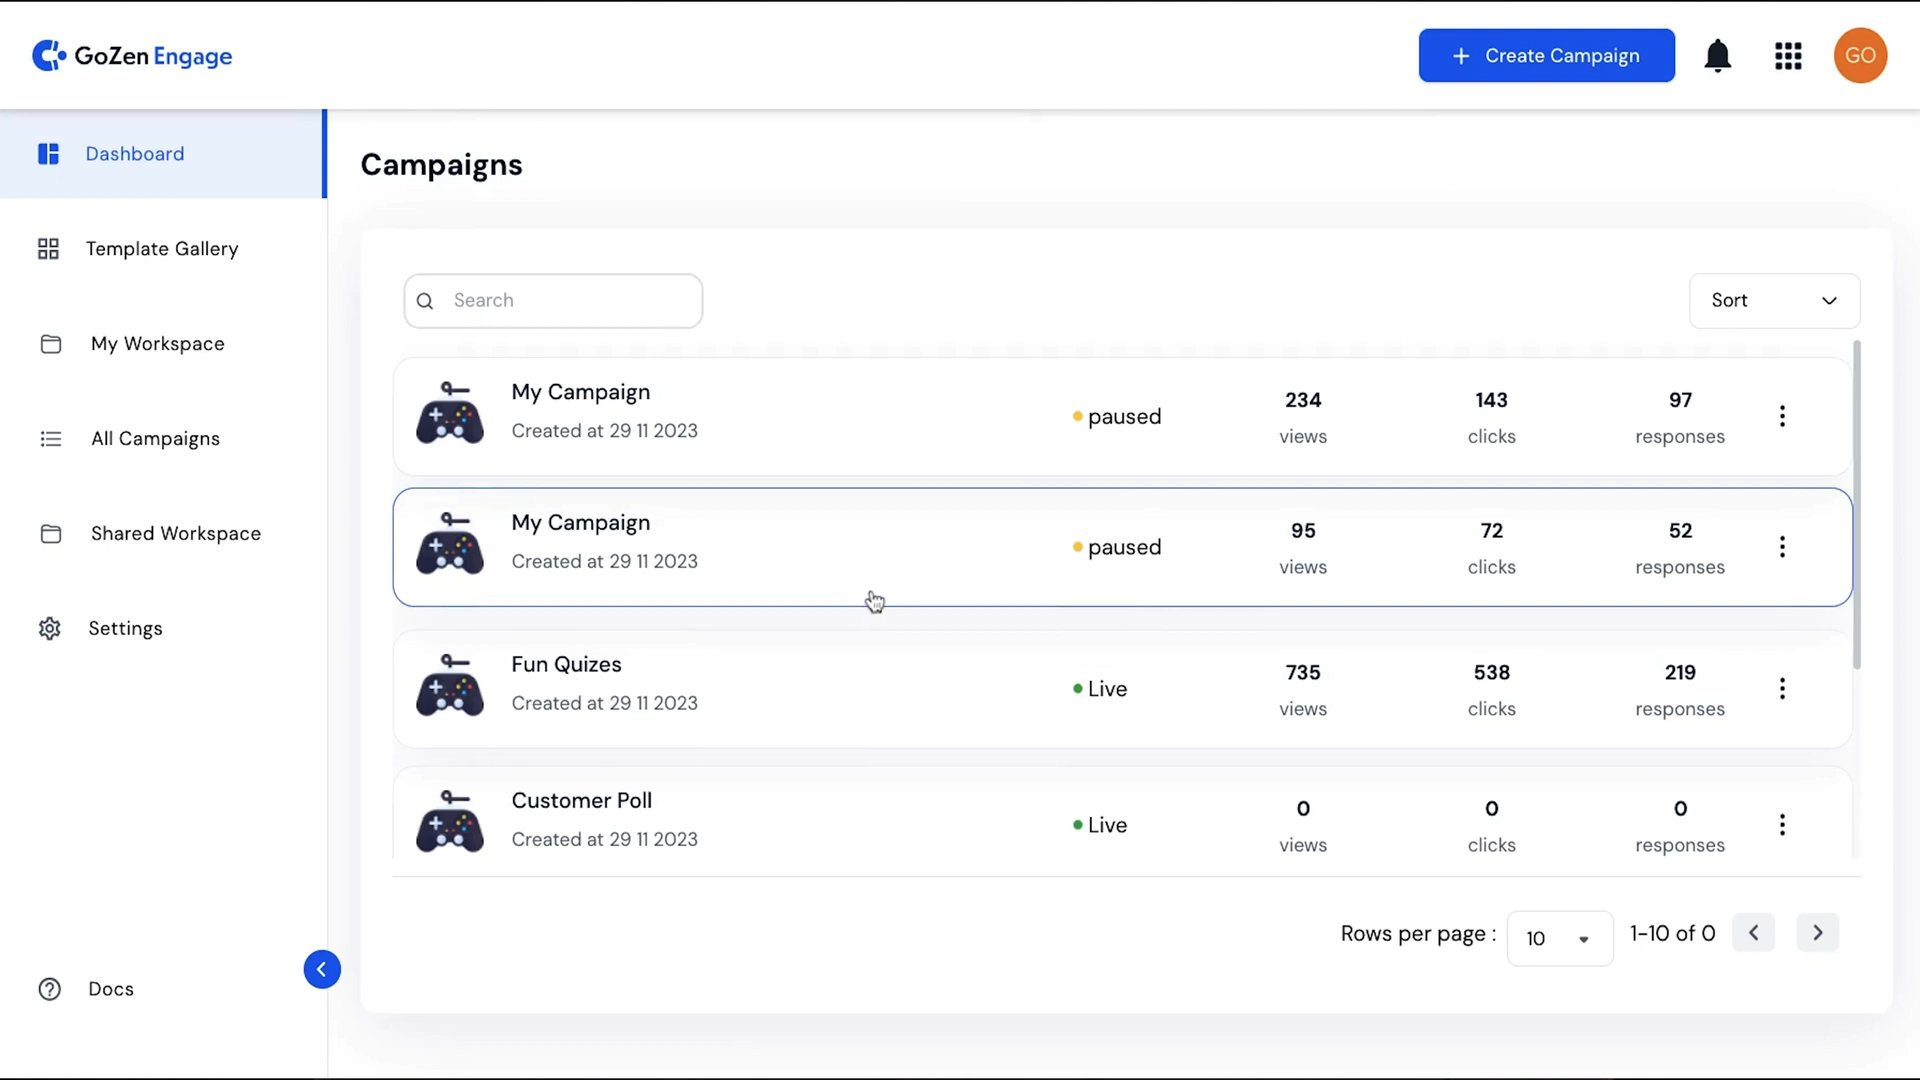 GoZen Engage
+ Create Campaign
GO
Dashboard
Template Gallery
My Workspace
All Campaigns
Shared Workspace
Settings
Docs
Campaigns
Search
Sort
My Campaign
Created at 29 11 2023
paused
234
views
143
clicks
97
responses
My Campaign
Created at 29 11 2023
paused
95
views
72
clicks
52
responses
Fun Quizes
Created at 29 11 2023
Live
735
views
538
clicks
219
responses
Customer Poll
Created at 29 11 2023
Live
0
views
0
clicks
0
responses
Rows per page : 10 1-10 of 0